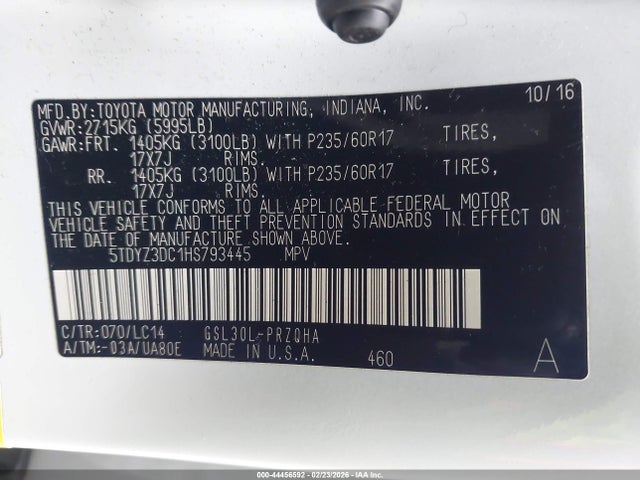 MFD.BY:TOYOTA MOTOR MANUFACTURING, INDIANA, INC. 10/16
GVWR:2715KG (5995LB)
GAWR:FRT. 1405KG (3100LB) WITH P235/60R17 TIRES,
17X7J RIMS.
RR. 1405KG (3100LB) WITH P235/60R17 TIRES,
17X7J RIMS.
THIS VEHICLE CONFORMS TO ALL APPLICABLE FEDERAL MOTOR
VEHICLE SAFETY AND THEFT PREVENTION STANDARDS IN EFFECT ON
THE DATE OF MANUFACTURE SHOWN ABOVE.
5TDYZ3DC1HS793445 MPV
C/TR:070/LC14 GSL30L-PRZQHA
A/TM:-03A/UA80E MADE IN U.S.A. 460 A
000-44456592 - 02/23/2026 - IAAI.com